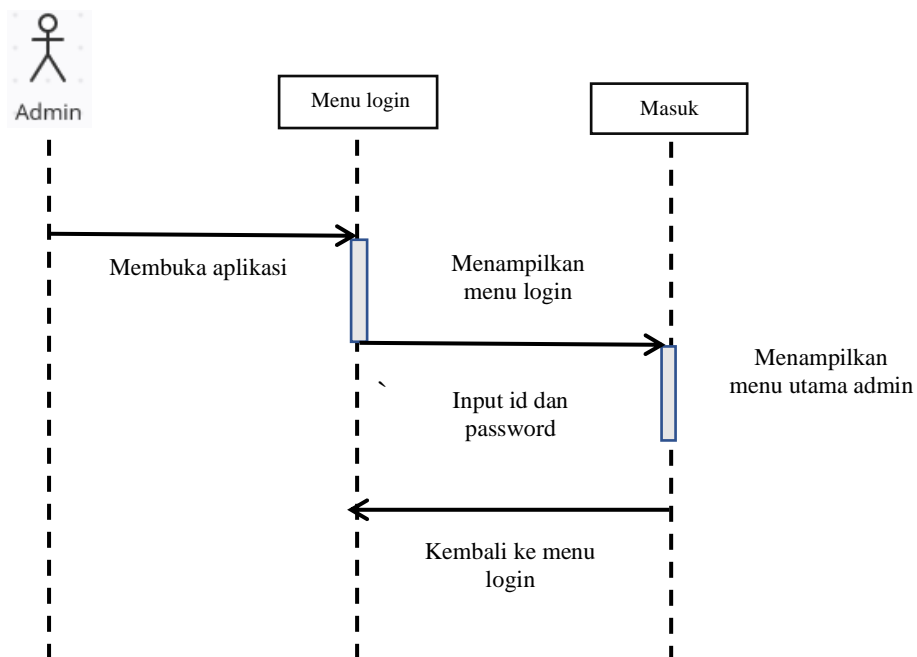 Admin
Menu login
Masuk
Membuka aplikasi
Menampilkan
menu login
Menampilkan
menu utama admin
`
Input id dan
password
Kembali ke menu
login